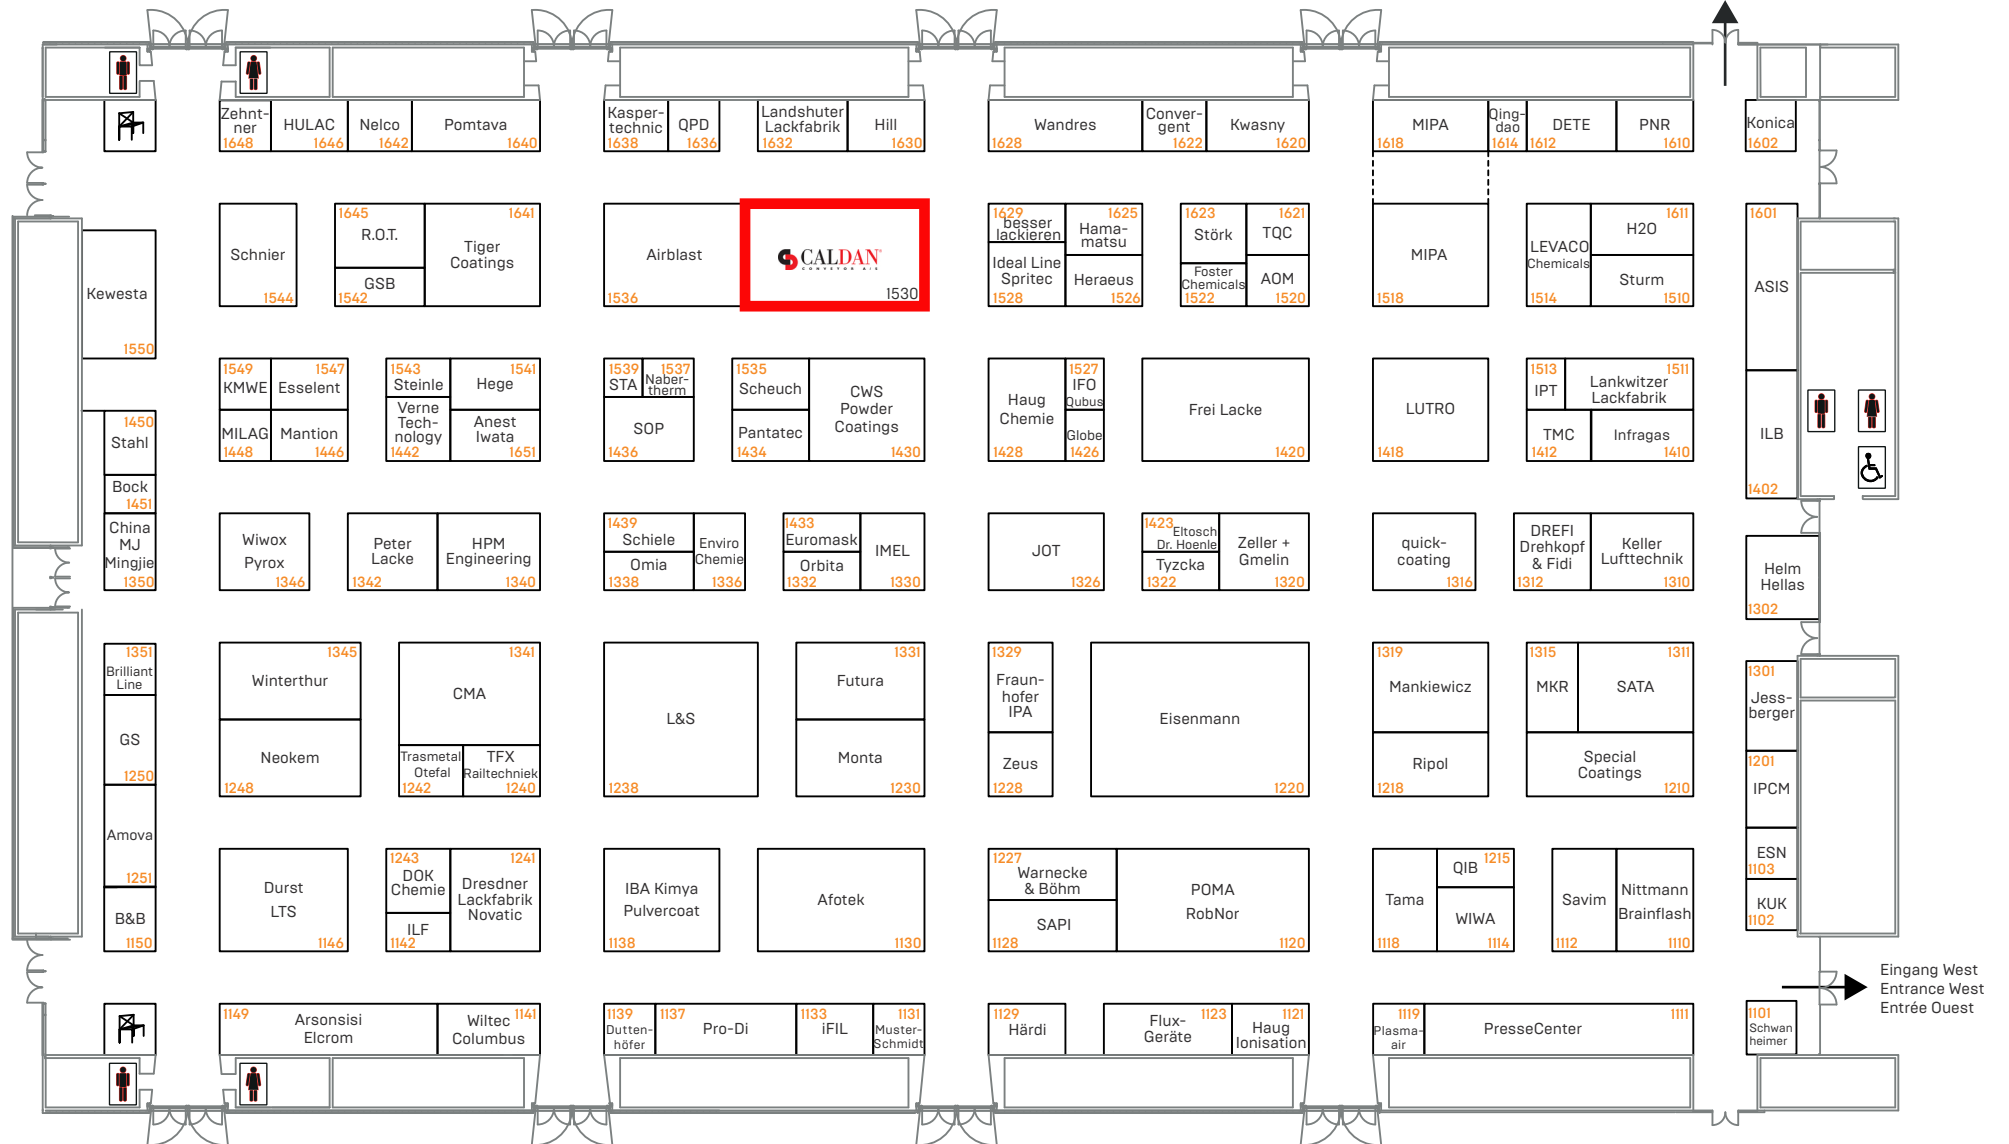 Zehnt-
ner
1648
HULAC
1646
Nelco
1642
Pomtava
1640
Kasper-
technic
1638
QPD
1636
Landshuter
Lackfabrik
1632
Hill
1630
Wandres
1628
Conver-
gent
1622
Kwasny
1620
MIPA
1618
Qing-
dao
1614
DETE
1612
PNR
1610
Konica
1602
Kewesta
1550
Schnier
1544
1645
R.O.T.
GSB
1542
1641
Tiger
Coatings
Airblast
1536
CALDAN
CONVEYOR A/S
1530
1629
besser
lackieren
1625
Hama-
matsu
Ideal Line
Spritec
1528
Heraeus
1526
1623
Störk
1621
TQC
Foster
Chemicals
1522
AOM
1520
MIPA
1518
LEVACO
Chemicals
1514
1611
H2O
Sturm
1510
1601
ASIS
1549
KMWE
1547
Esselent
MILAG
1448
Mantion
1446
1543
Steinle
1541
Hege
Verne
Tech-
nology
1442
Anest
Iwata
1651
1539
STA
1537
Naber-
therm
SOP
1436
1535
Scheuch
Pantatec
1434
CWS
Powder
Coatings
1430
Haug
Chemie
1428
1527
IFO
Qubus
Globe
1426
Frei Lacke
1420
LUTRO
1418
1513
IPT
1511
Lankwitzer
Lackfabrik
TMC
1412
Infragas
1410
ILB
1402
1450
Stahl
Bock
1451
China
MJ
Mingjie
1350
Wiwox
Pyrox
1346
Peter
Lacke
1342
HPM
Engineering
1340
1439
Schiele
Omia
1338
Enviro
Chemie
1336
1433
Euromask
Orbita
1332
IMEL
1330
JOT
1326
1423
Eltosch
Dr. Hoenle
Tyzcka
1322
Zeller +
Gmelin
1320
quick-
coating
1316
DREFI
Drehkopf
& Fidi
1312
Keller
Lufttechnik
1310
Helm
Hellas
1302
1351
Brilliant
Line
GS
1250
Amova
1251
B&B
1150
1345
Winterthur
Neokem
1248
1341
CMA
Trasmetal
Otefal
1242
TFX
Railtechniek
1240
L&S
1238
1331
Futura
Monta
1230
1329
Fraun-
hofer
IPA
Zeus
1228
Eisenmann
1220
1319
Mankiewicz
Ripol
1218
1315
MKR
1311
SATA
Special
Coatings
1210
1301
Jess-
berger
1201
IPCM
ESN
1103
KUK
1102
Durst
LTS
1146
1243
DOK
Chemie
ILF
1142
1241
Dresdner
Lackfabrik
Novatic
IBA Kimya
Pulvercoat
1138
Afotek
1130
1227
Warnecke
& Böhm
SAPI
1128
POMA
RobNor
1120
Tama
1118
QIB
1215
WIWA
1114
Savim
1112
Nittmann
Brainflash
1110
Eingang West
Entrance West
Entrée Ouest
1149
Arsonsisi
Elcrom
Wiltec
Columbus
1141
1139
Dutten-
höfer
1137
Pro-Di
1133
iFIL
1131
Muster-
Schmidt
1129
Härdi
Flux-
Geräte
1123
1121
Haug
Ionisation
1119
Plasma-
air
PresseCenter
1111
1101
Schwan
heimer